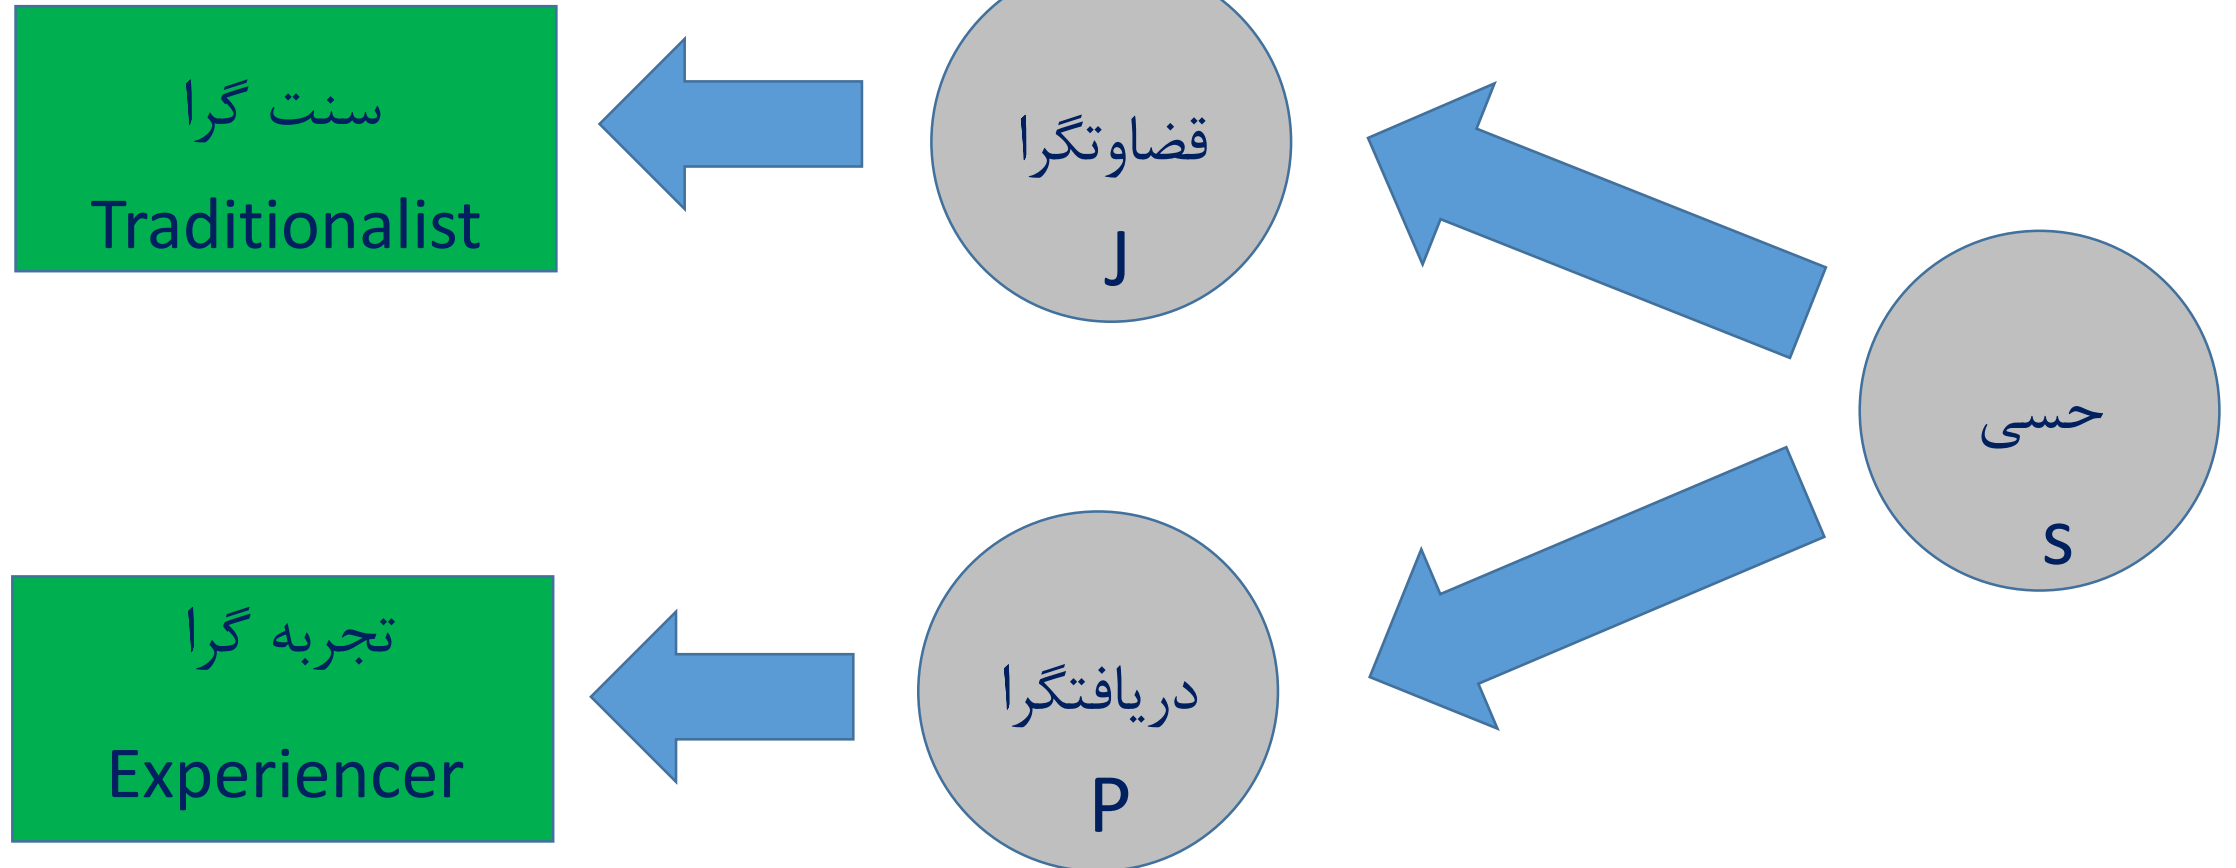 حسی
s
قضاوتگرا
J
سنت گرا
Traditionalist
دریافتگرا
P
تجربه گرا
Experiencer